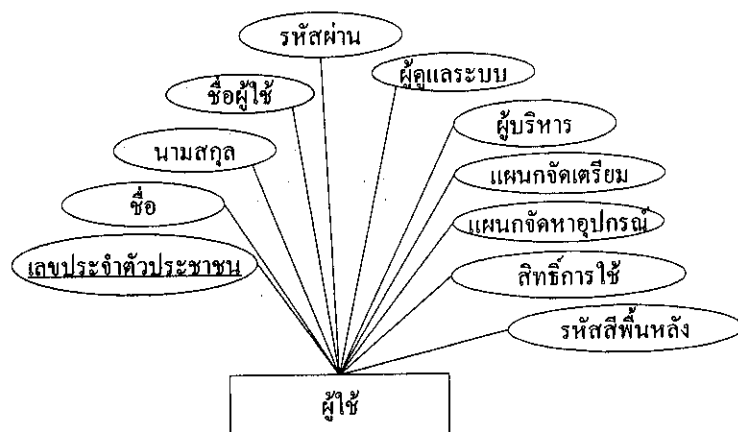 รหัสผ่าน
ผู้ดูแลระบบ
ชื่อผู้ใช้
ผู้บริหาร
นามสกุล
แผนกจัดเตรียม
ชื่อ
แผนกจัดหาอุปกรณ์
เลขประจำตัวประชาชน
สิทธิ์การใช้
รหัสสีพื้นหลัง
ผู้ใช้